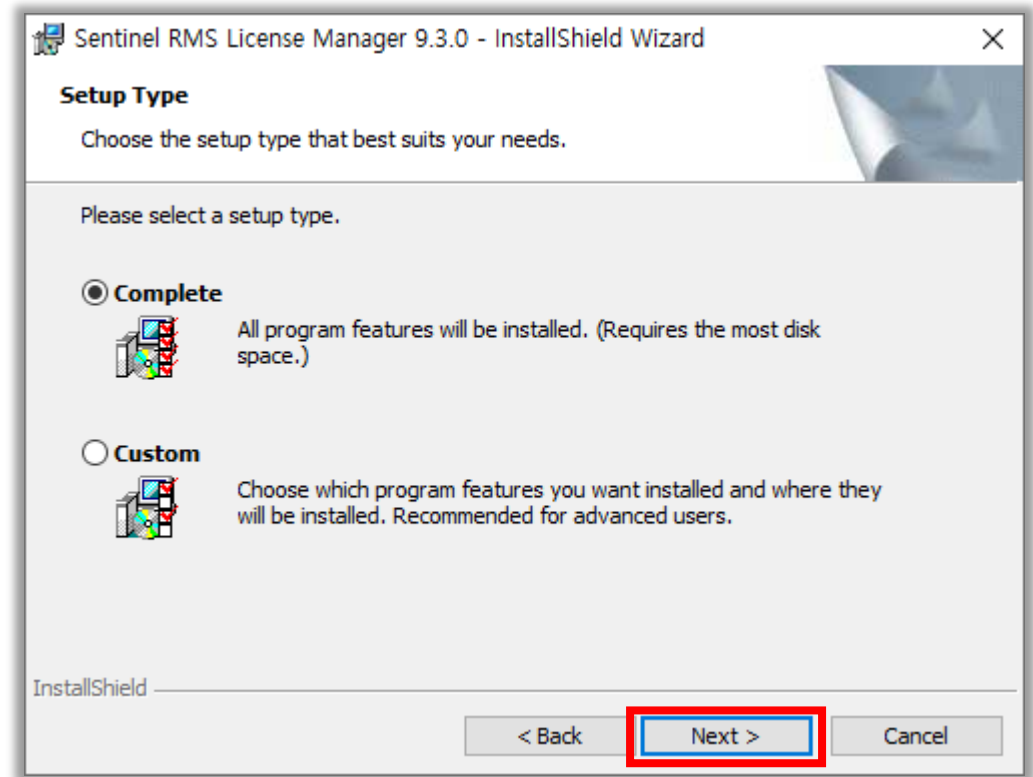 Sentinel RMS License Manager 9.3.0 - InstallShield Wizard
Setup Type
Choose the setup type that best suits your needs.
Please select a setup type.
Complete
All program features will be installed. (Requires the most disk
space.)
Custom
Choose which program features you want installed and where they
will be installed. Recommended for advanced users.
InstallShield
< Back
Next >
Cancel